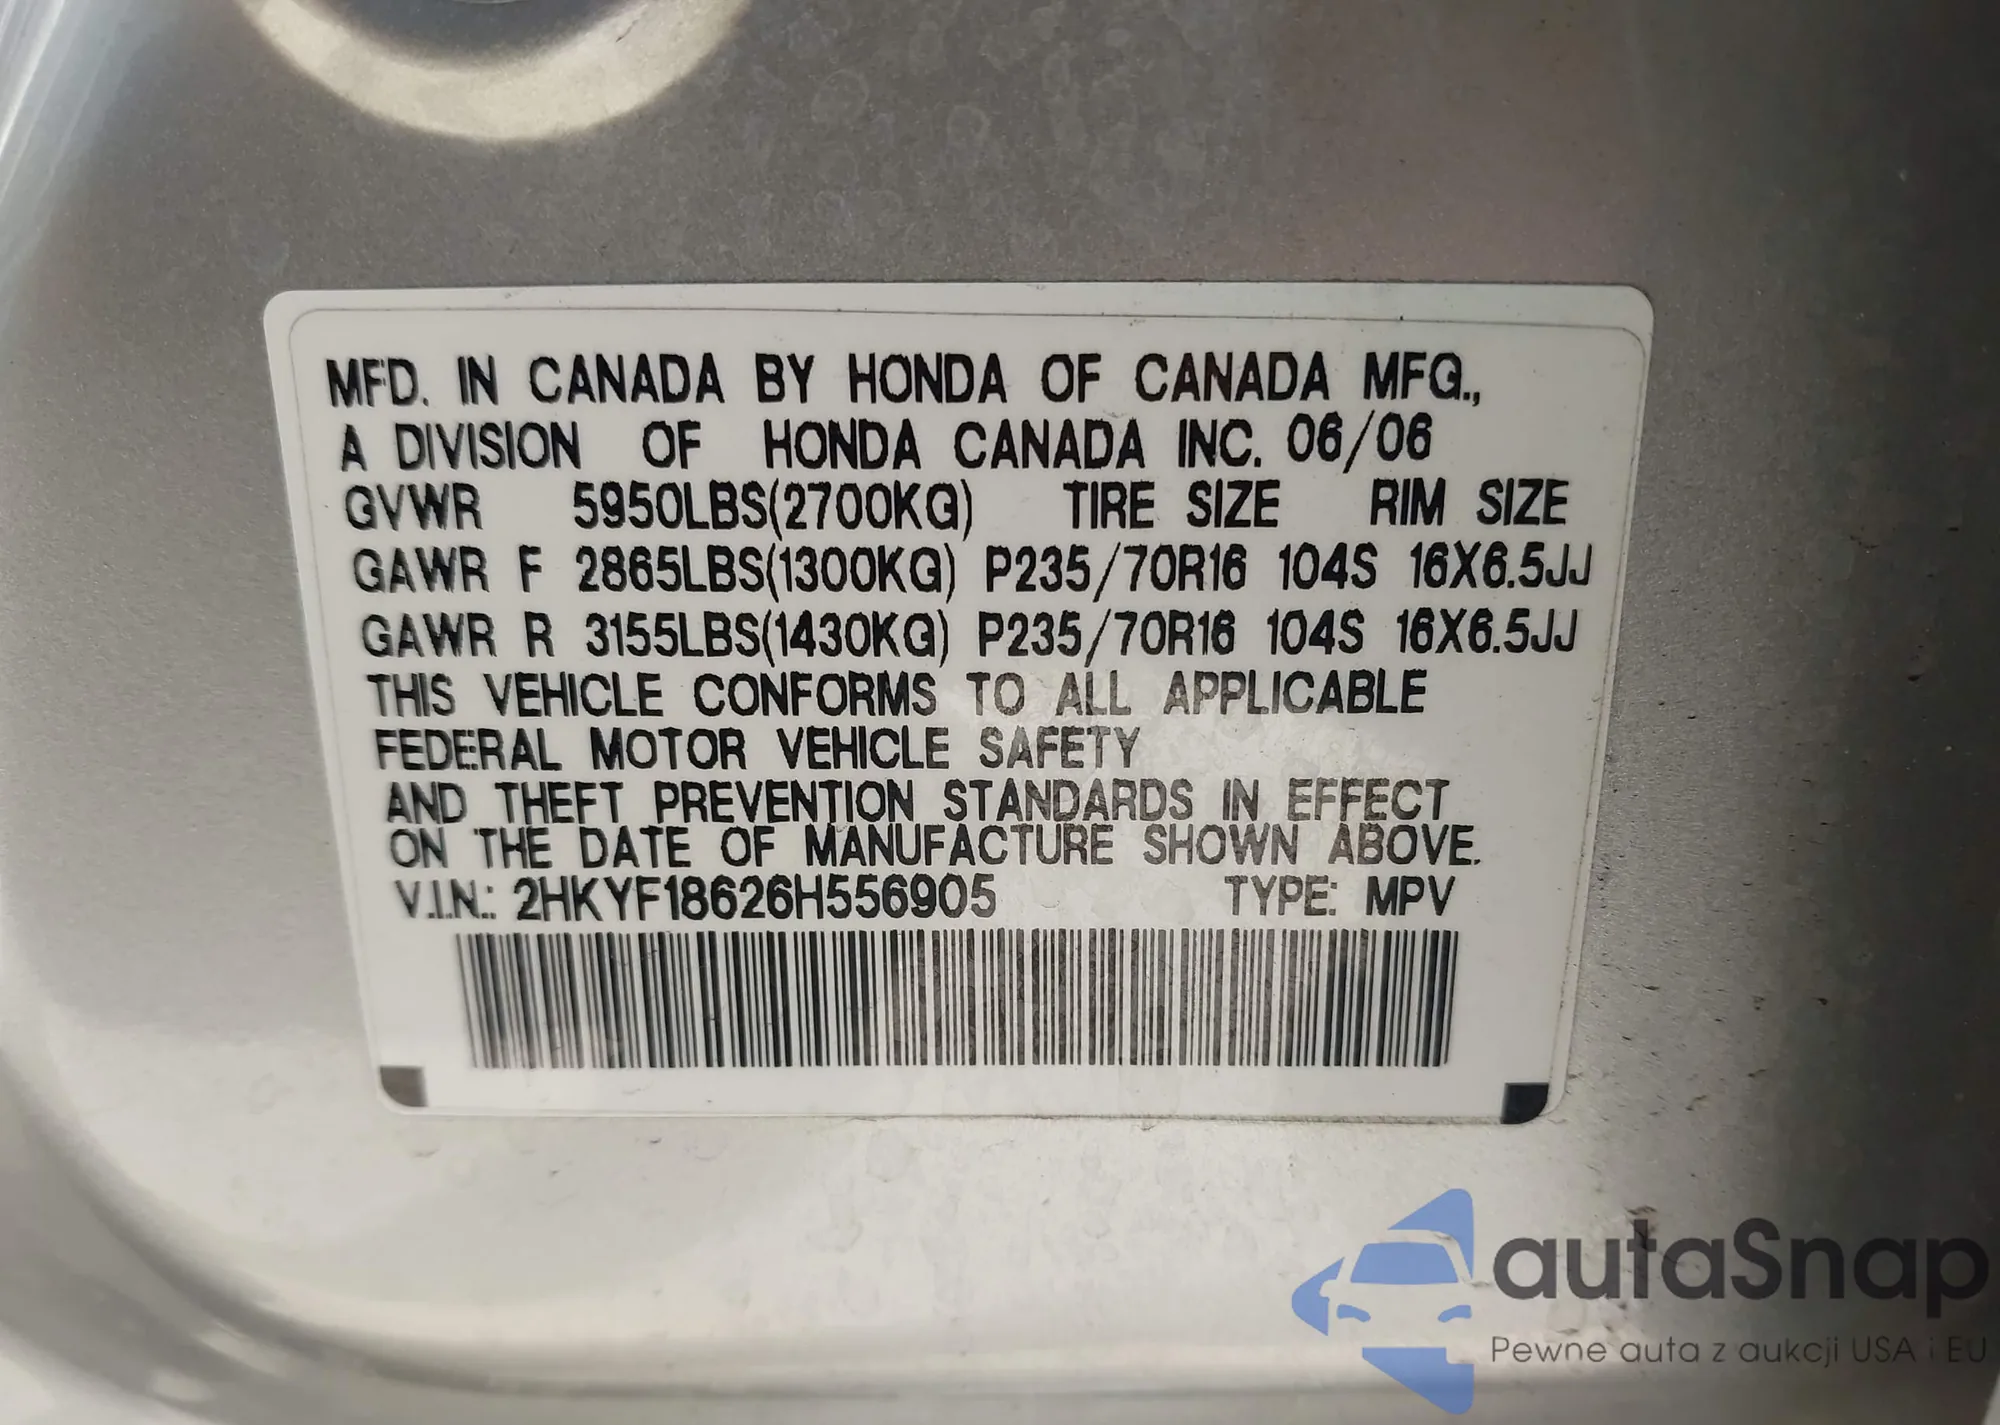 MFD. IN CANADA BY HONDA OF CANADA MFG.,
A DIVISION OF HONDA CANADA INC. 06/06
GVWR 5950LBS(2700KG) TIRE SIZE RIM SIZE
GAWR F 2865LBS(1300KG) P235/70R16 104S 16X6.5JJ
GAWR R 3155LBS(1430KG) P235/70R16 104S 16X6.5JJ
THIS VEHICLE CONFORMS TO ALL APPLICABLE
FEDERAL MOTOR VEHICLE SAFETY
AND THEFT PREVENTION STANDARDS IN EFFECT
ON THE DATE OF MANUFACTURE SHOWN ABOVE.
V.I.N.: 2HKYF18626H556905 TYPE: MPV
autaSnap
Pewne auta z aukcji USA i EU